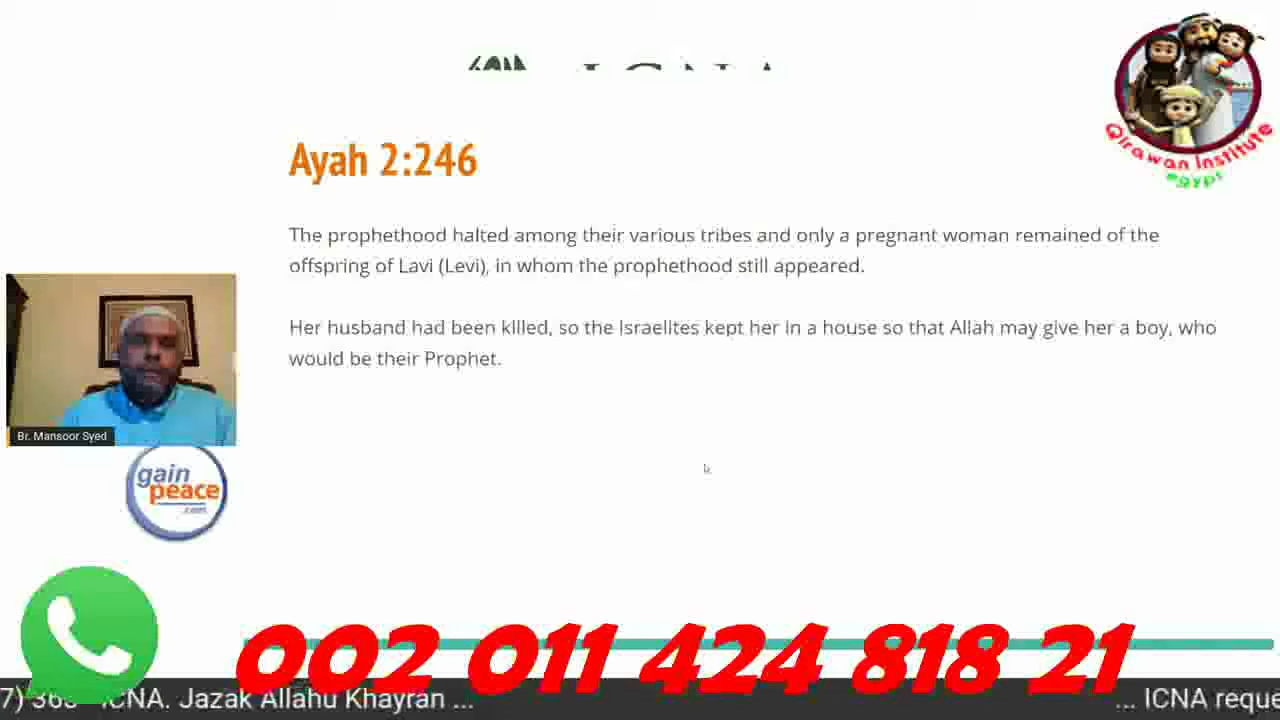 ICNA
Qirawan Institute
egypt
Ayah 2:246
The prophethood halted among their various tribes and only a pregnant woman remained of the
offspring of Lavi (Levi), in whom the prophethood still appeared.
Her husband had been killed, so the Israelites kept her in a house so that Allah may give her a boy, who
would be their Prophet.
Br. Mansoor Syed
gain
peace
.com
002 011 424 818 21
7) 36 ICNA. Jazak Allahu Khayran ... ... ICNA reque